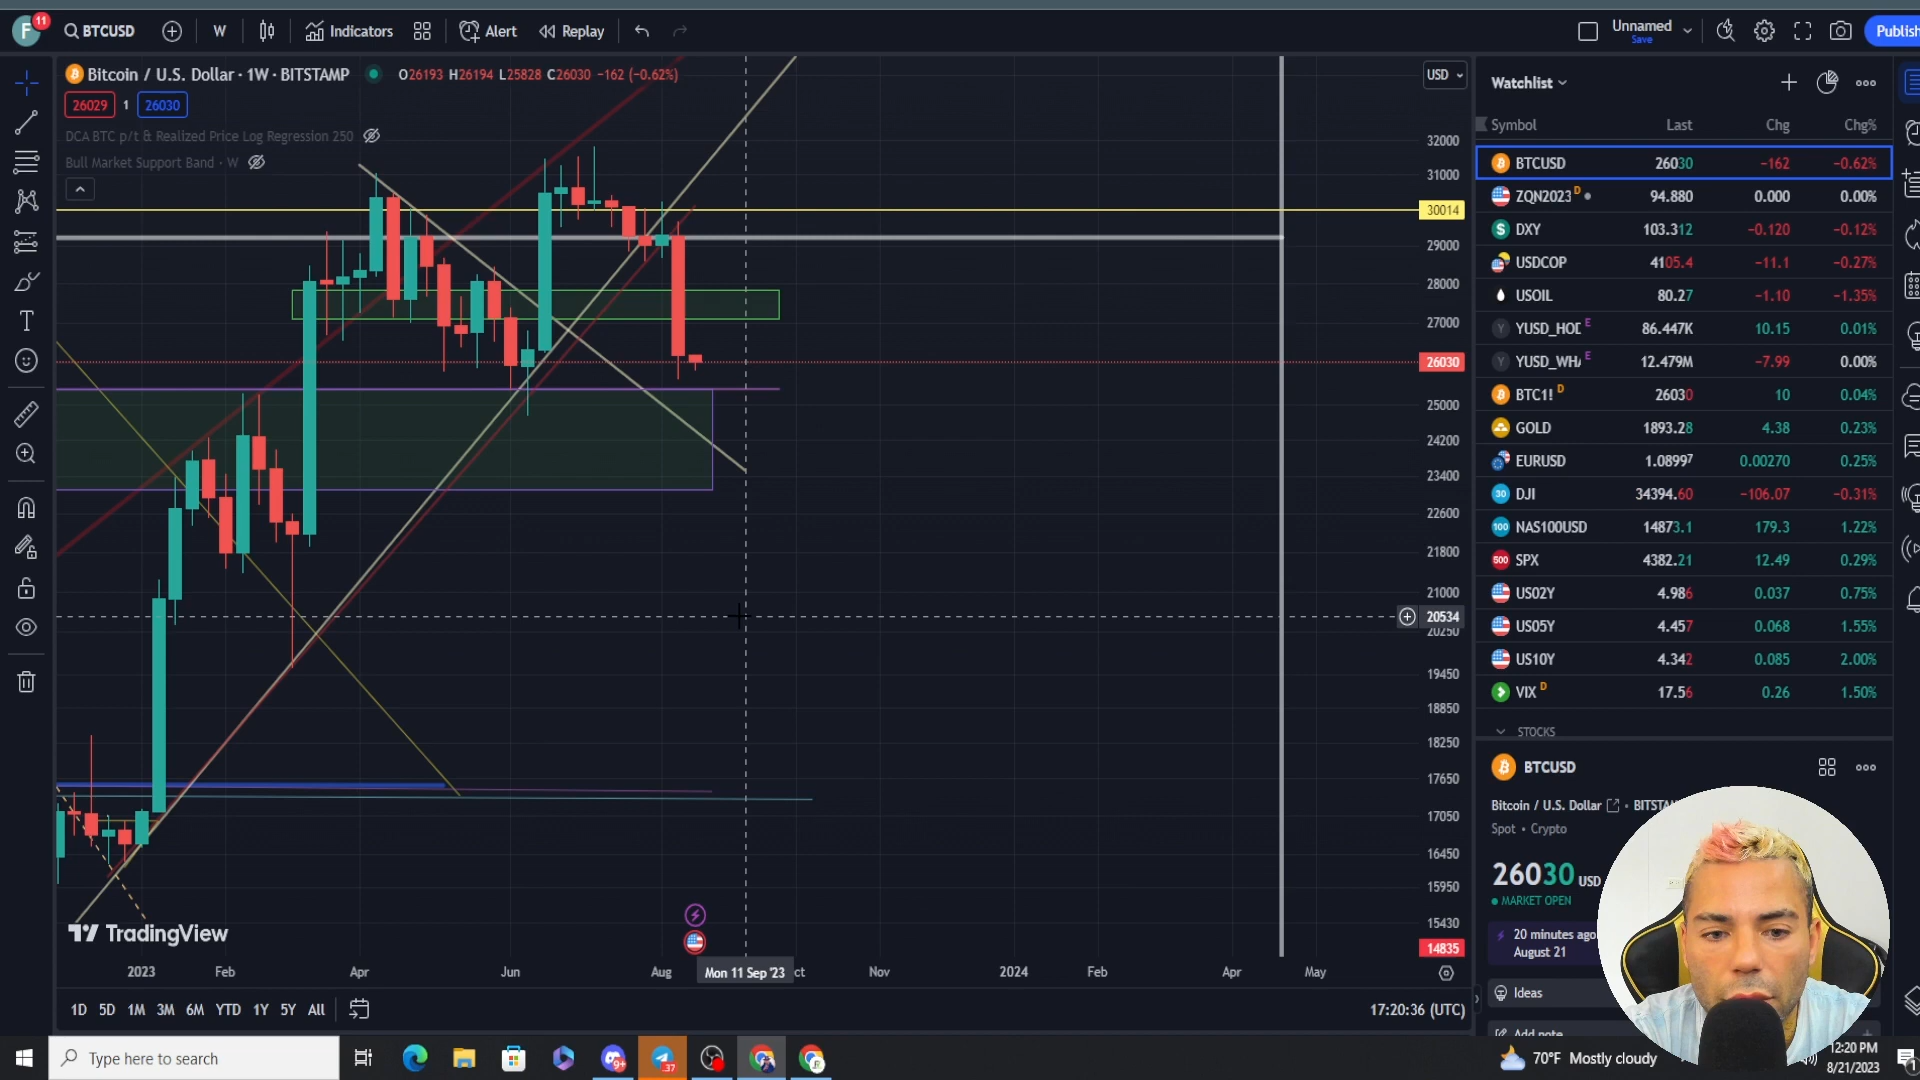 F 11 BTCUSD W Indicators Alert Replay Unnamed Save Publish
Bitcoin / U.S. Dollar · 1W · BITSTAMP O26193 H26194 L25828 C26030 −162 (−0.62%)
26029 1 26030
DCA BTC p/t & Realized Price Log Regression 250
Bull Market Support Band · W
USD
32000
31000
30014
29000
28000
27000
26030
25000
24200
23400
22600
21800
21000
20534
20250
19450
18850
18250
17650
17050
16450
15950
15430
14835
TradingView
2023 Feb Apr Jun Aug Mon 11 Sep '23 ct Nov 2024 Feb Apr May
1D 5D 1M 3M 6M YTD 1Y 5Y All 17:20:36 (UTC)
Watchlist
Symbol Last Chg Chg%
BTCUSD 26030 −162 −0.62%
ZQN2023 D 94.880 0.000 0.00%
DXY 103.312 −0.120 −0.12%
USDCOP 4105.4 −11.1 −0.27%
USOIL 80.27 −1.10 −1.35%
Y YUSD_HOD E 86.447K 10.15 0.01%
Y YUSD_WHA E 12.479M −7.99 0.00%
BTC1! D 26030 10 0.04%
GOLD 1893.28 4.38 0.23%
EURUSD 1.08997 0.00270 0.25%
30 DJI 34394.60 −106.07 −0.31%
100 NAS100USD 14873.1 179.3 1.22%
500 SPX 4382.21 12.49 0.29%
US02Y 4.986 0.037 0.75%
US05Y 4.457 0.068 1.55%
US10Y 4.342 0.085 2.00%
VIX D 17.56 0.26 1.50%
STOCKS
BTCUSD
Bitcoin / U.S. Dollar · BITSTAMP
Spot • Crypto
26030 USD
MARKET OPEN
20 minutes ago
August 21
Ideas
Add note
Type here to search 9+ 37 70°F Mostly cloudy 12:20 PM
8/21/2023 1